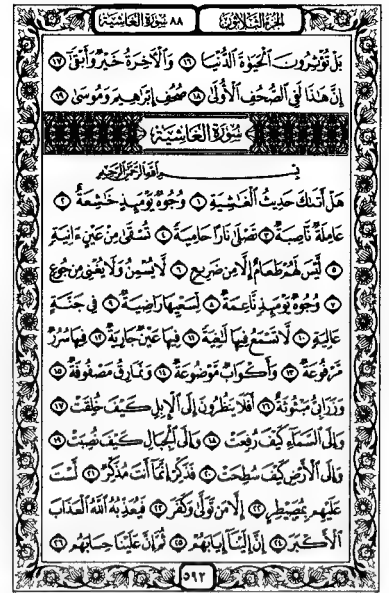 الجزء الثلاثون ٨٨ سورة الغاشية
بَلْ تُؤْثِرُونَ الْحَيَوٰةَ الدُّنْيَا ١٦ وَالْآخِرَةُ خَيْرٌ وَأَبْقَىٰ ١٧
إِنَّ هَٰذَا لَفِي الصُّحُفِ الْأُولَىٰ ١٨ صُحُفِ إِبْرَاهِيمَ وَمُوسَىٰ ١٩
سُورَةُ الْغَاشِيَةِ
بِسْمِ اللَّهِ الرَّحْمَٰنِ الرَّحِيمِ
هَلْ أَتَىٰكَ حَدِيثُ الْغَاشِيَةِ ١ وُجُوهٌ يَوْمَئِذٍ خَاشِعَةٌ ٢
عَامِلَةٌ نَّاصِبَةٌ ٣ تَصْلَىٰ نَارًا حَامِيَةً ٤ تُسْقَىٰ مِنْ عَيْنٍ ءَانِيَةٍ
٥ لَّيْسَ لَهُمْ طَعَامٌ إِلَّا مِن ضَرِيعٍ ٦ لَّا يُسْمِنُ وَلَا يُغْنِي مِن جُوعٍ
٧ وُجُوهٌ يَوْمَئِذٍ نَّاعِمَةٌ ٨ لِّسَعْيِهَا رَاضِيَةٌ ٩ فِي جَنَّةٍ
عَالِيَةٍ ١٠ لَّا تَسْمَعُ فِيهَا لَٰغِيَةً ١١ فِيهَا عَيْنٌ جَارِيَةٌ ١٢ فِيهَا سُرُرٌ
مَّرْفُوعَةٌ ١٣ وَأَكْوَابٌ مَّوْضُوعَةٌ ١٤ وَنَمَارِقُ مَصْفُوفَةٌ ١٥
وَزَرَابِيُّ مَبْثُوثَةٌ ١٦ أَفَلَا يَنظُرُونَ إِلَى الْإِبِلِ كَيْفَ خُلِقَتْ ١٧
وَإِلَى السَّمَاءِ كَيْفَ رُفِعَتْ ١٨ وَإِلَى الْجِبَالِ كَيْفَ نُصِبَتْ ١٩
وَإِلَى الْأَرْضِ كَيْفَ سُطِحَتْ ٢٠ فَذَكِّرْ إِنَّمَا أَنتَ مُذَكِّرٌ ٢١ لَّسْتَ
عَلَيْهِم بِمُصَيْطِرٍ ٢٢ إِلَّا مَن تَوَلَّىٰ وَكَفَرَ ٢٣ فَيُعَذِّبُهُ اللَّهُ الْعَذَابَ
الْأَكْبَرَ ٢٤ إِنَّ إِلَيْنَا إِيَابَهُمْ ٢٥ ثُمَّ إِنَّ عَلَيْنَا حِسَابَهُم ٢٦
٥٩٢